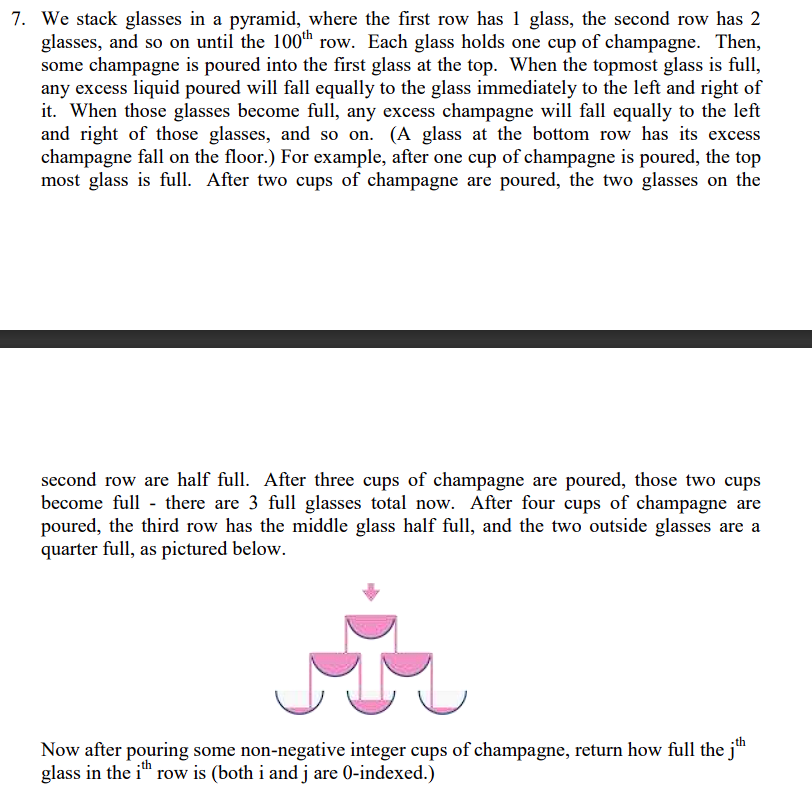 7. We stack glasses in a pyramid, where the first row has 1 glass, the second row has 2
glasses, and so on until the 100th row. Each glass holds one cup of champagne. Then,
some champagne is poured into the first glass at the top. When the topmost glass is full,
any excess liquid poured will fall equally to the glass immediately to the left and right of
it. When those glasses become full, any excess champagne will fall equally to the left
and right of those glasses, and so on. (A glass at the bottom row has its excess
champagne fall on the floor.) For example, after one cup of champagne is poured, the top
most glass is full. After two cups of champagne are poured, the two glasses on the
second row are half full. After three cups of champagne are poured, those two cups
become full - there are 3 full glasses total now. After four cups of champagne are
poured, the third row has the middle glass half full, and the two outside glasses are a
quarter full, as pictured below.
Now after pouring some non-negative integer cups of champagne, return how full the jth
glass in the ith row is (both i and j are 0-indexed.)